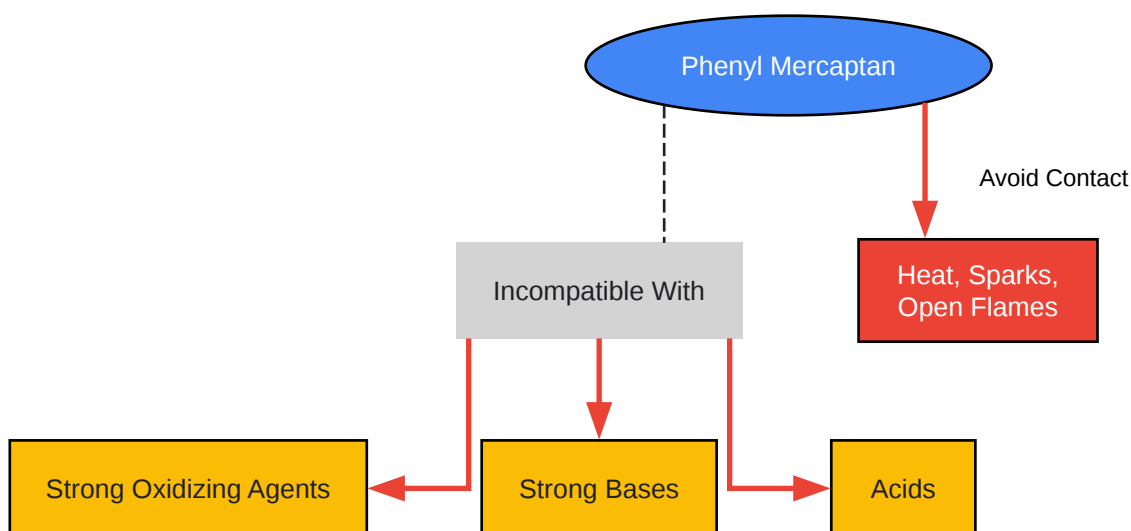 Phenyl Mercaptan
Avoid Contact
Incompatible With
Heat, Sparks,
Open Flames
Strong Oxidizing Agents
Strong Bases
Acids